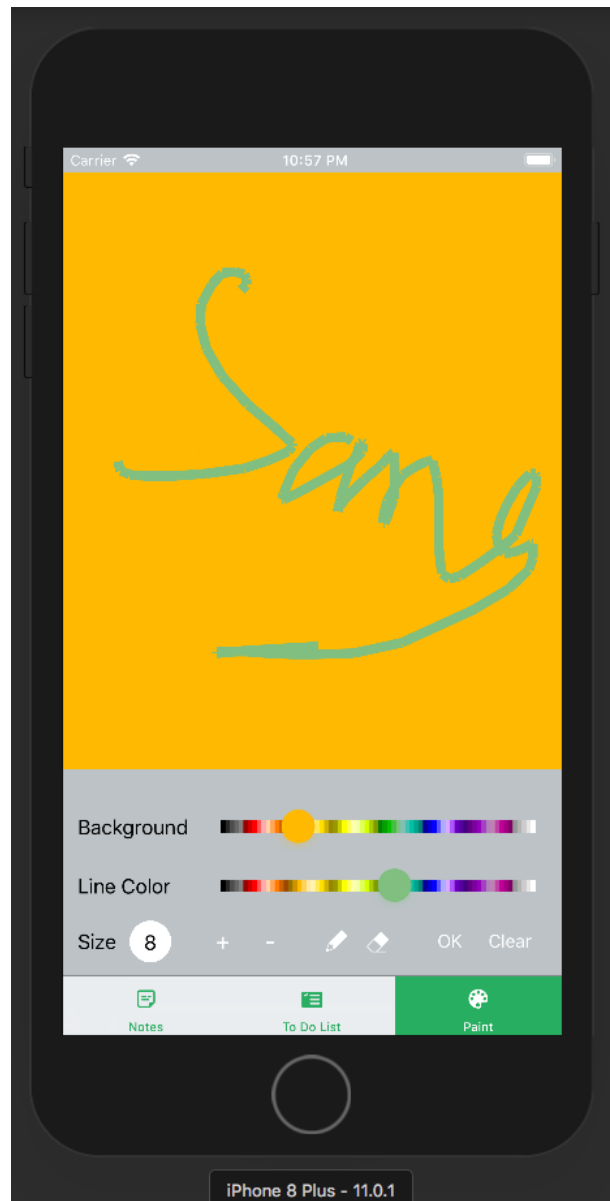 Carrier 10:57 PM
Background
Line Color
Size 8 + - OK Clear
Notes To Do List Paint
iPhone 8 Plus - 11.0.1